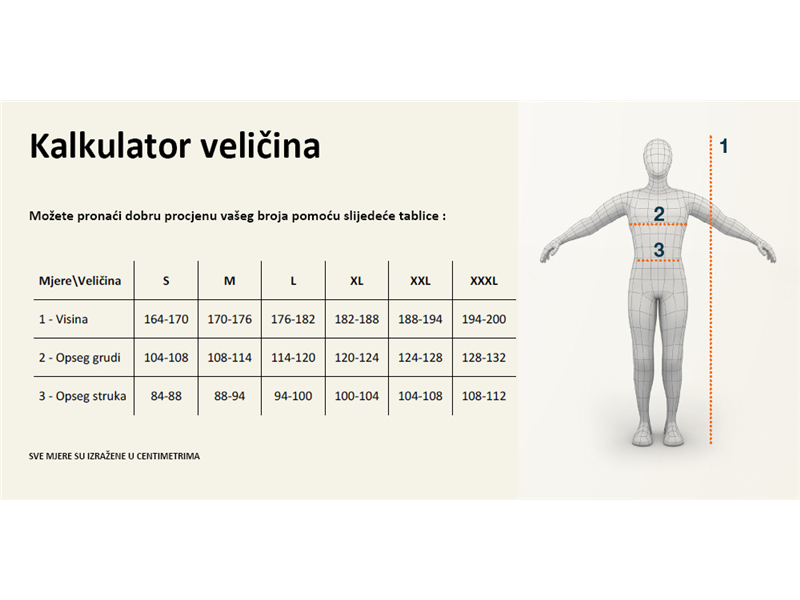 Kalkulator veličina
Možete pronaći dobru procjenu vašeg broja pomoću slijedeće tablice :
Mjere\Veličina S M L XL XXL XXXL
1 - Visina 164-170 170-176 176-182 182-188 188-194 194-200
2 - Opseg grudi 104-108 108-114 114-120 120-124 124-128 128-132
3 - Opseg struka 84-88 88-94 94-100 100-104 104-108 108-112
SVE MJERE SU IZRAŽENE U CENTIMETRIMA
1
2
3